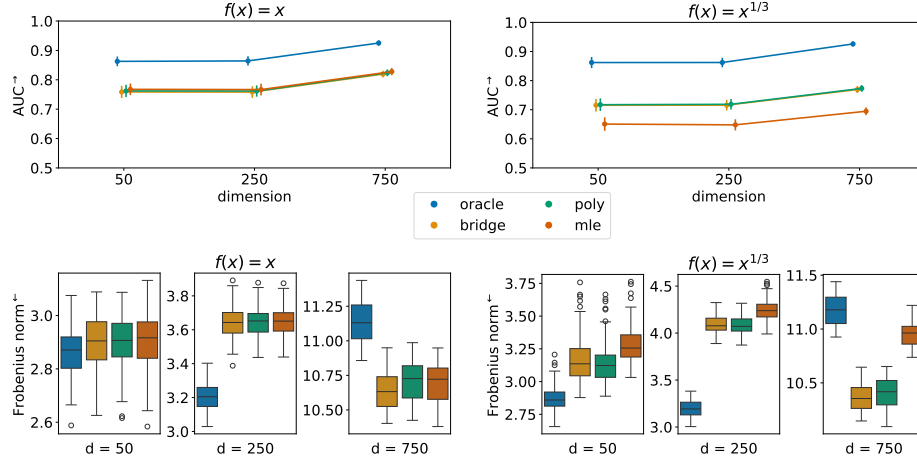 f(x) = x
f(x) = x^{1/3}
AUC→
1.0
0.9
0.8
0.7
0.6
0.5
50
250
750
dimension
AUC→
1.0
0.9
0.8
0.7
0.6
0.5
50
250
750
dimension
oracle
poly
bridge
mle
f(x) = x
f(x) = x^{1/3}
Frobenius norm←
3.0
2.8
2.6
d = 50
3.8
3.6
3.4
3.2
3.0
d = 250
11.25
11.00
10.75
10.50
d = 750
Frobenius norm←
3.75
3.50
3.25
3.00
2.75
d = 50
4.5
4.0
3.5
3.0
d = 250
11.5
11.0
10.5
d = 750